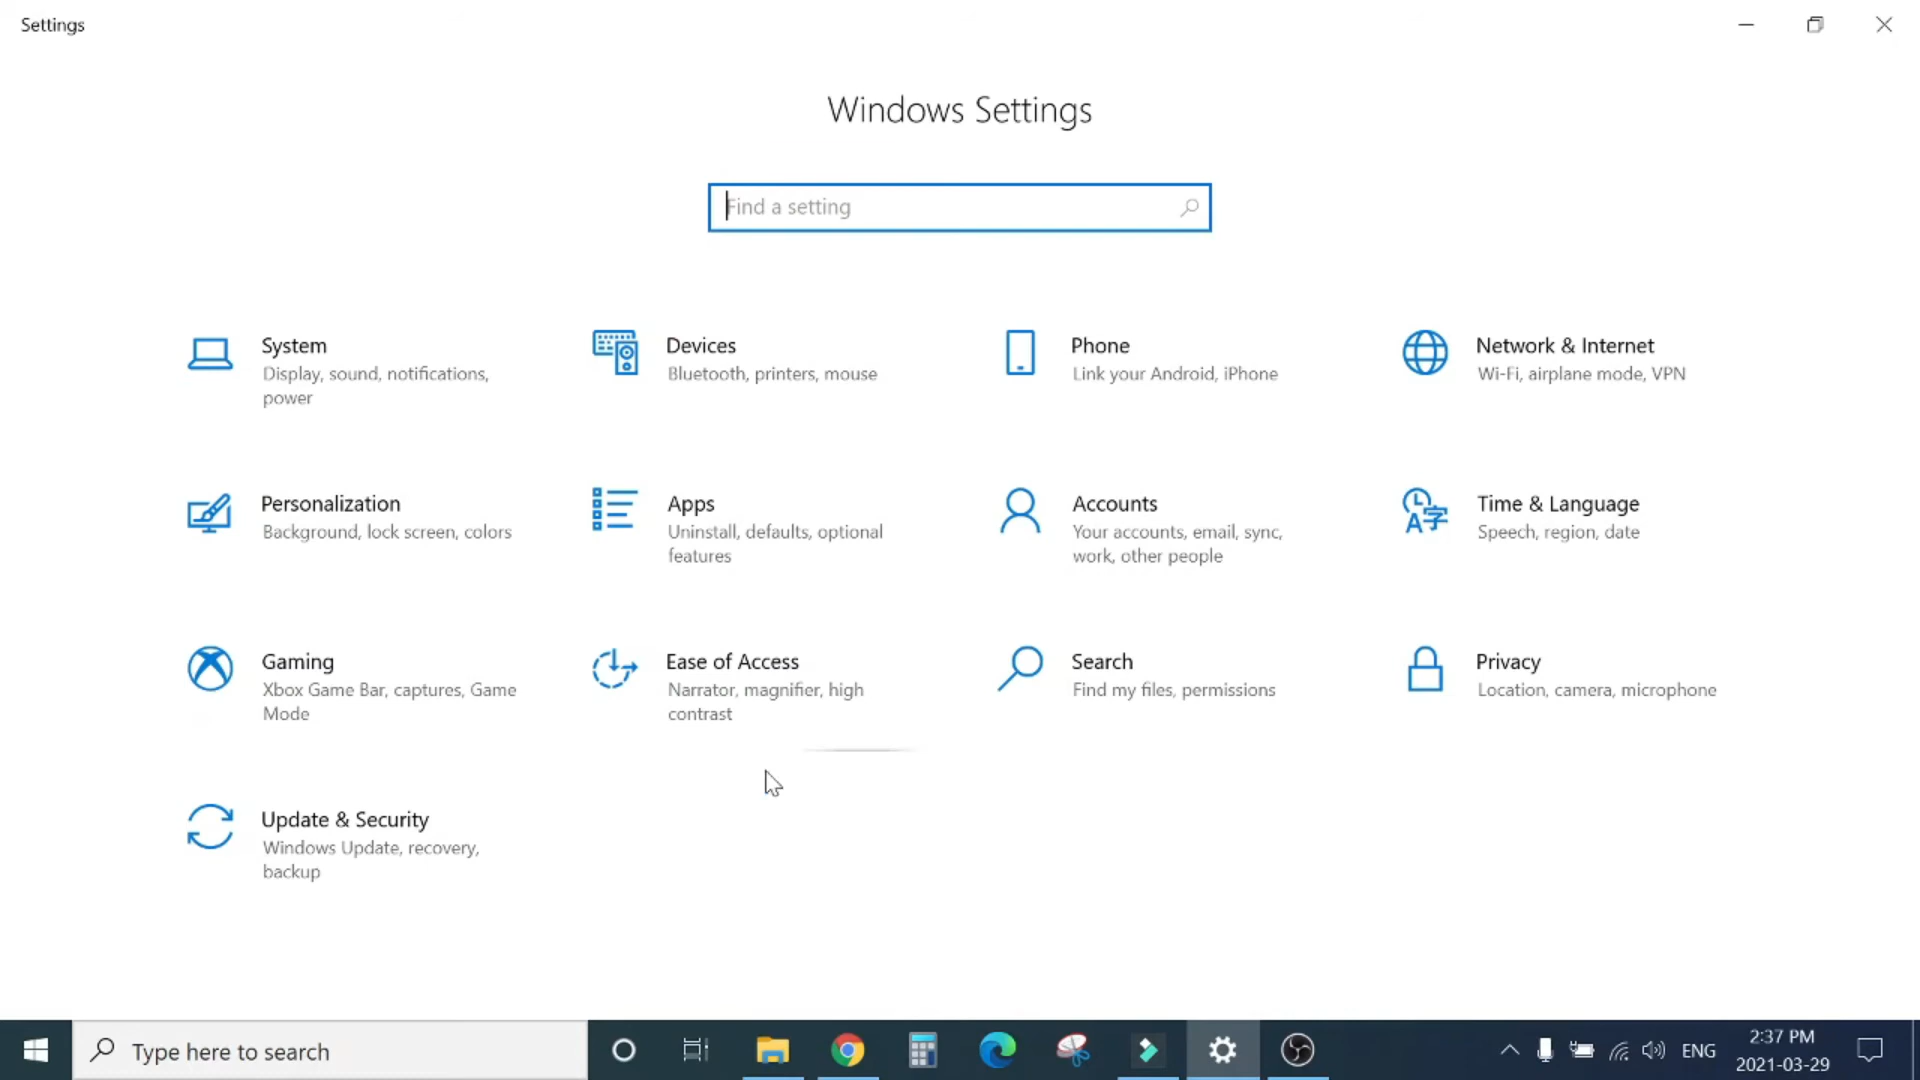 Settings
Windows Settings
Find a setting
System
Display, sound, notifications,
power
Devices
Bluetooth, printers, mouse
Phone
Link your Android, iPhone
Network & Internet
Wi-Fi, airplane mode, VPN
Personalization
Background, lock screen, colors
Apps
Uninstall, defaults, optional
features
Accounts
Your accounts, email, sync,
work, other people
Time & Language
Speech, region, date
Gaming
Xbox Game Bar, captures, Game
Mode
Ease of Access
Narrator, magnifier, high
contrast
Search
Find my files, permissions
Privacy
Location, camera, microphone
Update & Security
Windows Update, recovery,
backup
Type here to search
ENG
2:37 PM
2021-03-29